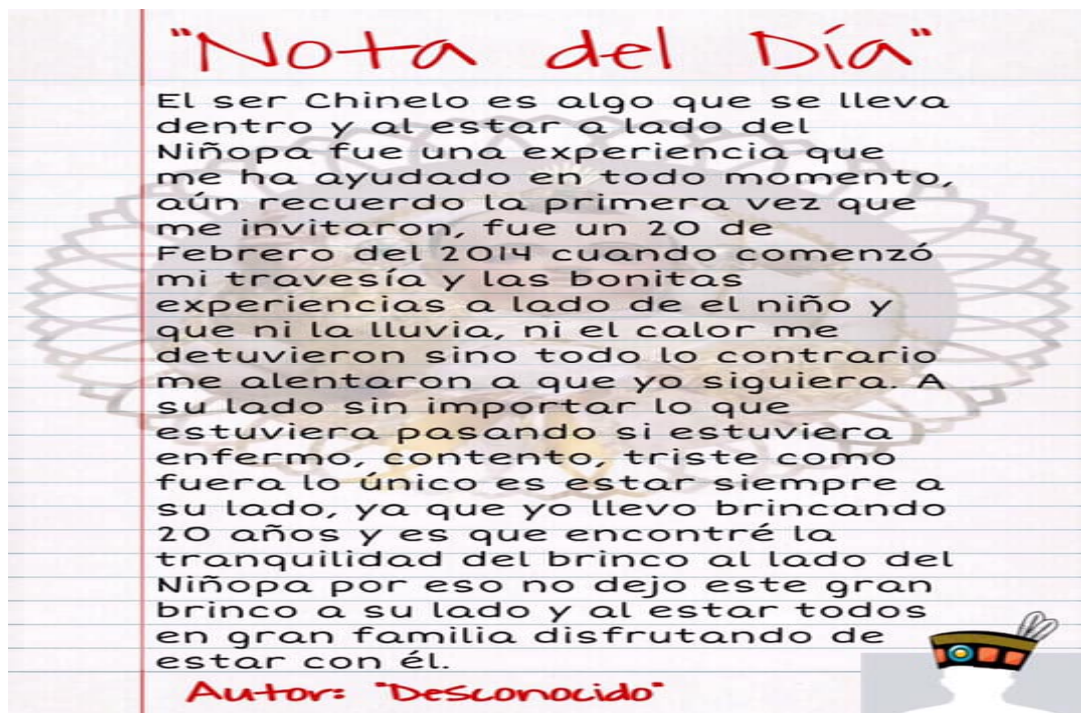 "Nota del Día"
El ser Chinelo es algo que se lleva
dentro y al estar a lado del
Niñopa fue una experiencia que
me ha ayudado en todo momento,
aún recuerdo la primera vez que
me invitaron, fue un 20 de
Febrero del 2014 cuando comenzó
mi travesía y las bonitas
experiencias a lado de el niño y
que ni la lluvia, ni el calor me
detuvieron sino todo lo contrario
me alentaron a que yo siguiera. A
su lado sin importar lo que
estuviera pasando si estuviera
enfermo, contento, triste como
fuera lo único es estar siempre a
su lado, ya que yo llevo brincando
20 años y es que encontré la
tranquilidad del brinco al lado del
Niñopa por eso no dejo este gran
brinco a su lado y al estar todos
en gran familia disfrutando de
estar con él.
Autor: "Desconocido"